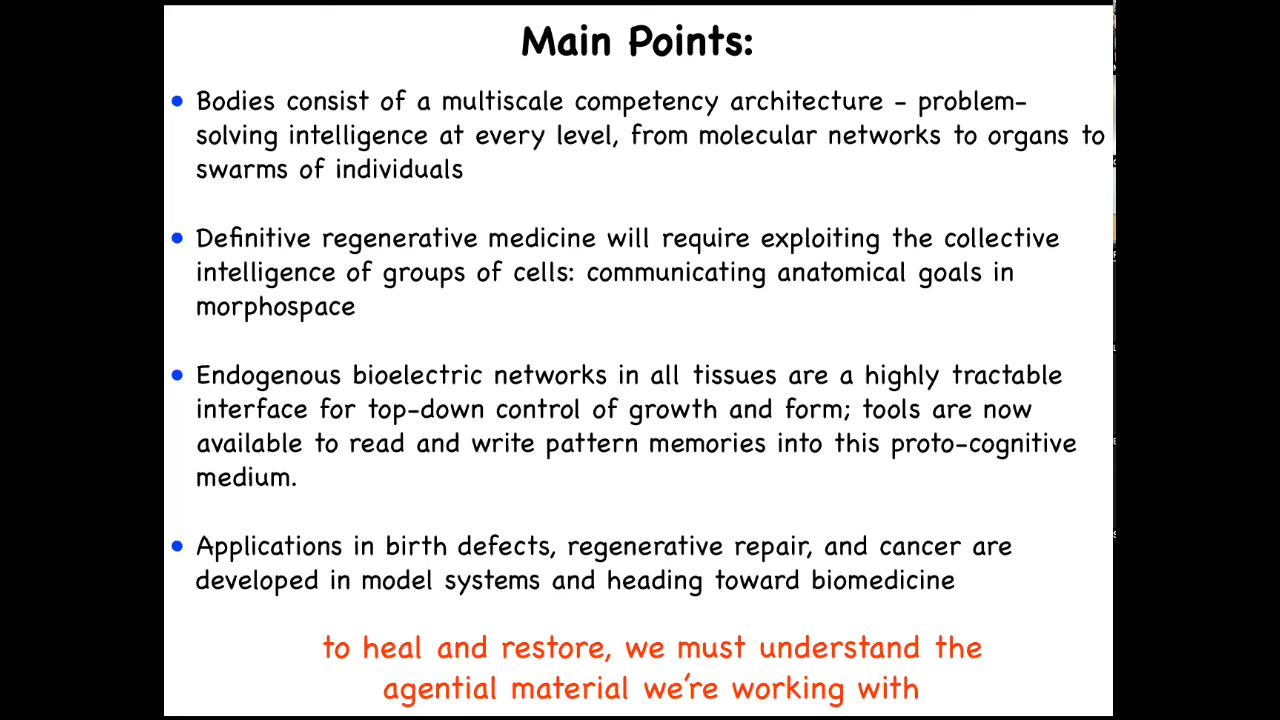 Main Points:
• Bodies consist of a multiscale competency architecture - problem-
solving intelligence at every level, from molecular networks to organs to
swarms of individuals
• Definitive regenerative medicine will require exploiting the collective
intelligence of groups of cells: communicating anatomical goals in
morphospace
• Endogenous bioelectric networks in all tissues are a highly tractable
interface for top-down control of growth and form; tools are now
available to read and write pattern memories into this proto-cognitive
medium.
• Applications in birth defects, regenerative repair, and cancer are
developed in model systems and heading toward biomedicine
to heal and restore, we must understand the
agential material we're working with